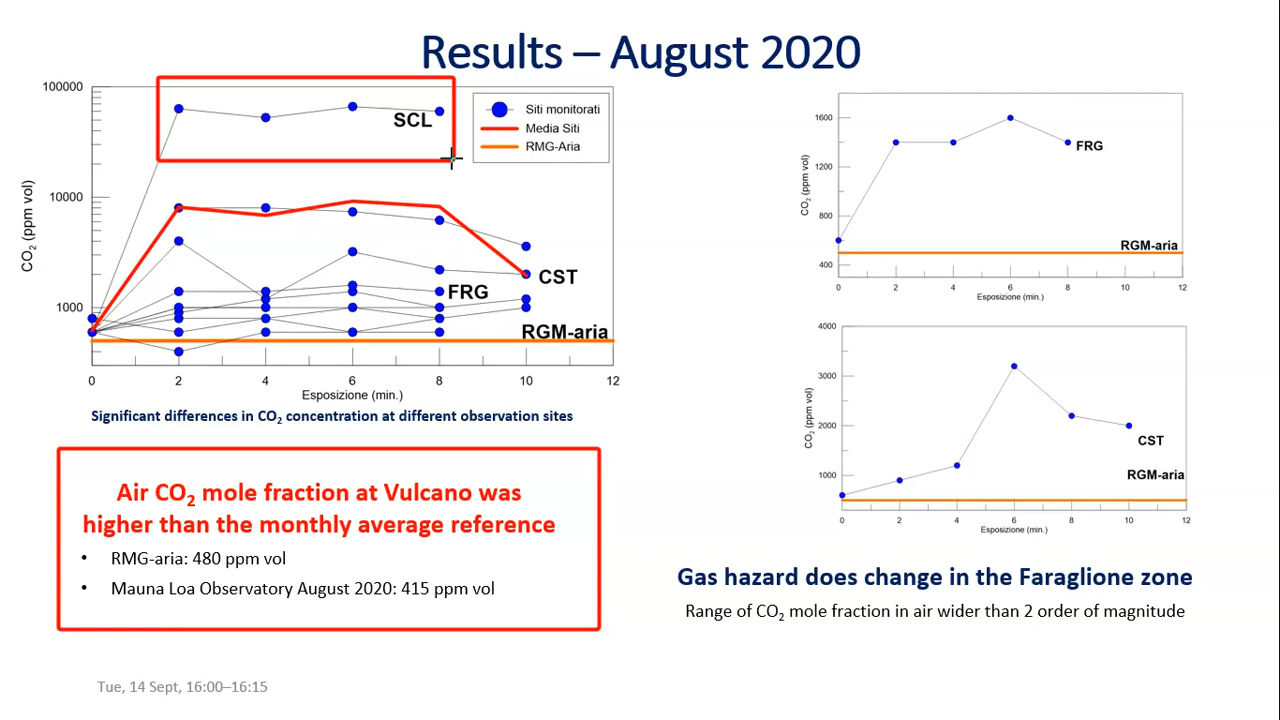 Results – August 2020
100000
10000
1000
CO2 (ppm vol)
SCL
CST
FRG
RGM-aria
Siti monitorati
Media Siti
RMG-Aria
0 2 4 6 8 10 12
Esposizione (min.)
Significant differences in CO2 concentration at different observation sites
Air CO2 mole fraction at Vulcano was
higher than the monthly average reference
• RMG-aria: 480 ppm vol
• Mauna Loa Observatory August 2020: 415 ppm vol
1600
1200
800
400
CO2 (ppm vol)
FRG
RGM-aria
0 2 4 6 8 10 12
Esposizione (min.)
4000
3000
2000
1000
CO2 (ppm vol)
CST
RGM-aria
0 2 4 6 8 10 12
Esposizione (min.)
Gas hazard does change in the Faraglione zone
Range of CO2 mole fraction in air wider than 2 order of magnitude
Tue, 14 Sept, 16:00–16:15